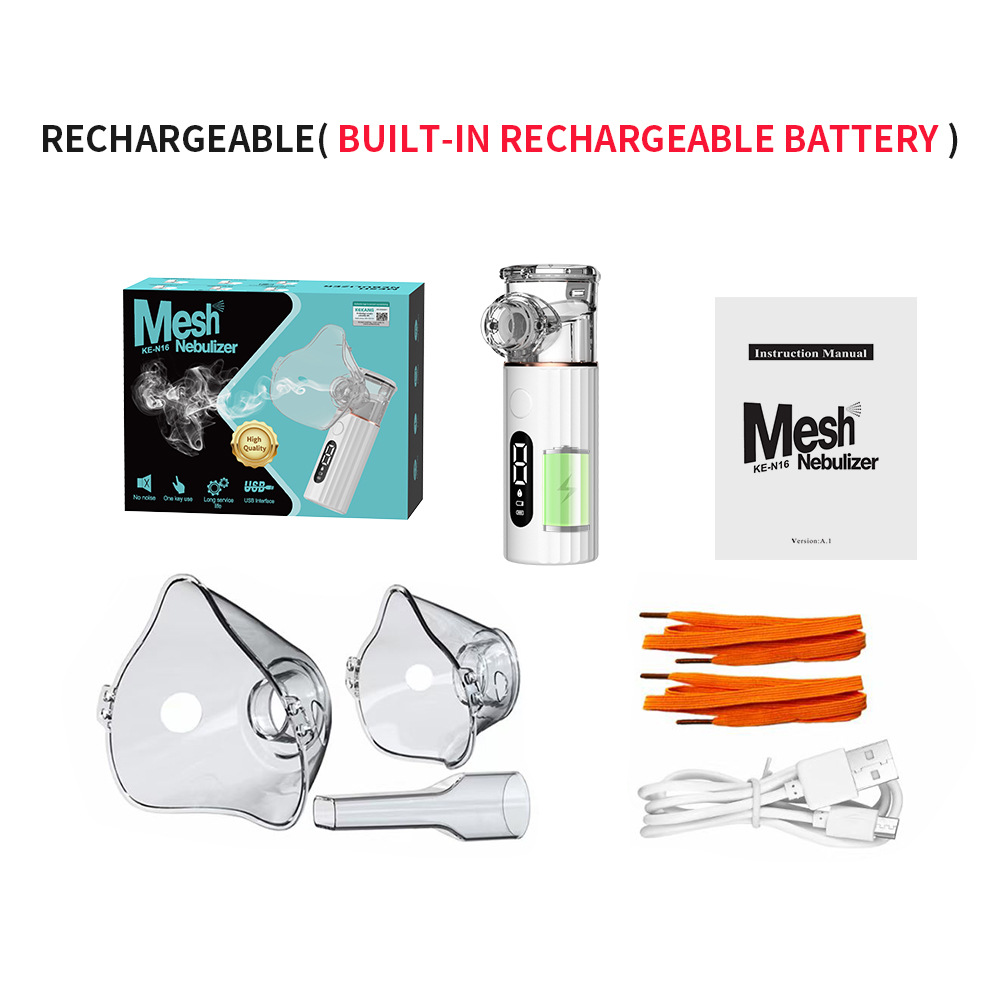 RECHARGEABLE( BUILT-IN RECHARGEABLE BATTERY )
Mesh
KE-N16 Nebulizer
High
Quality
No noise
One key use
Long service
life
USB
USB Interface
Instruction Manual
Mesh
KE-N16 Nebulizer
Version:A.1